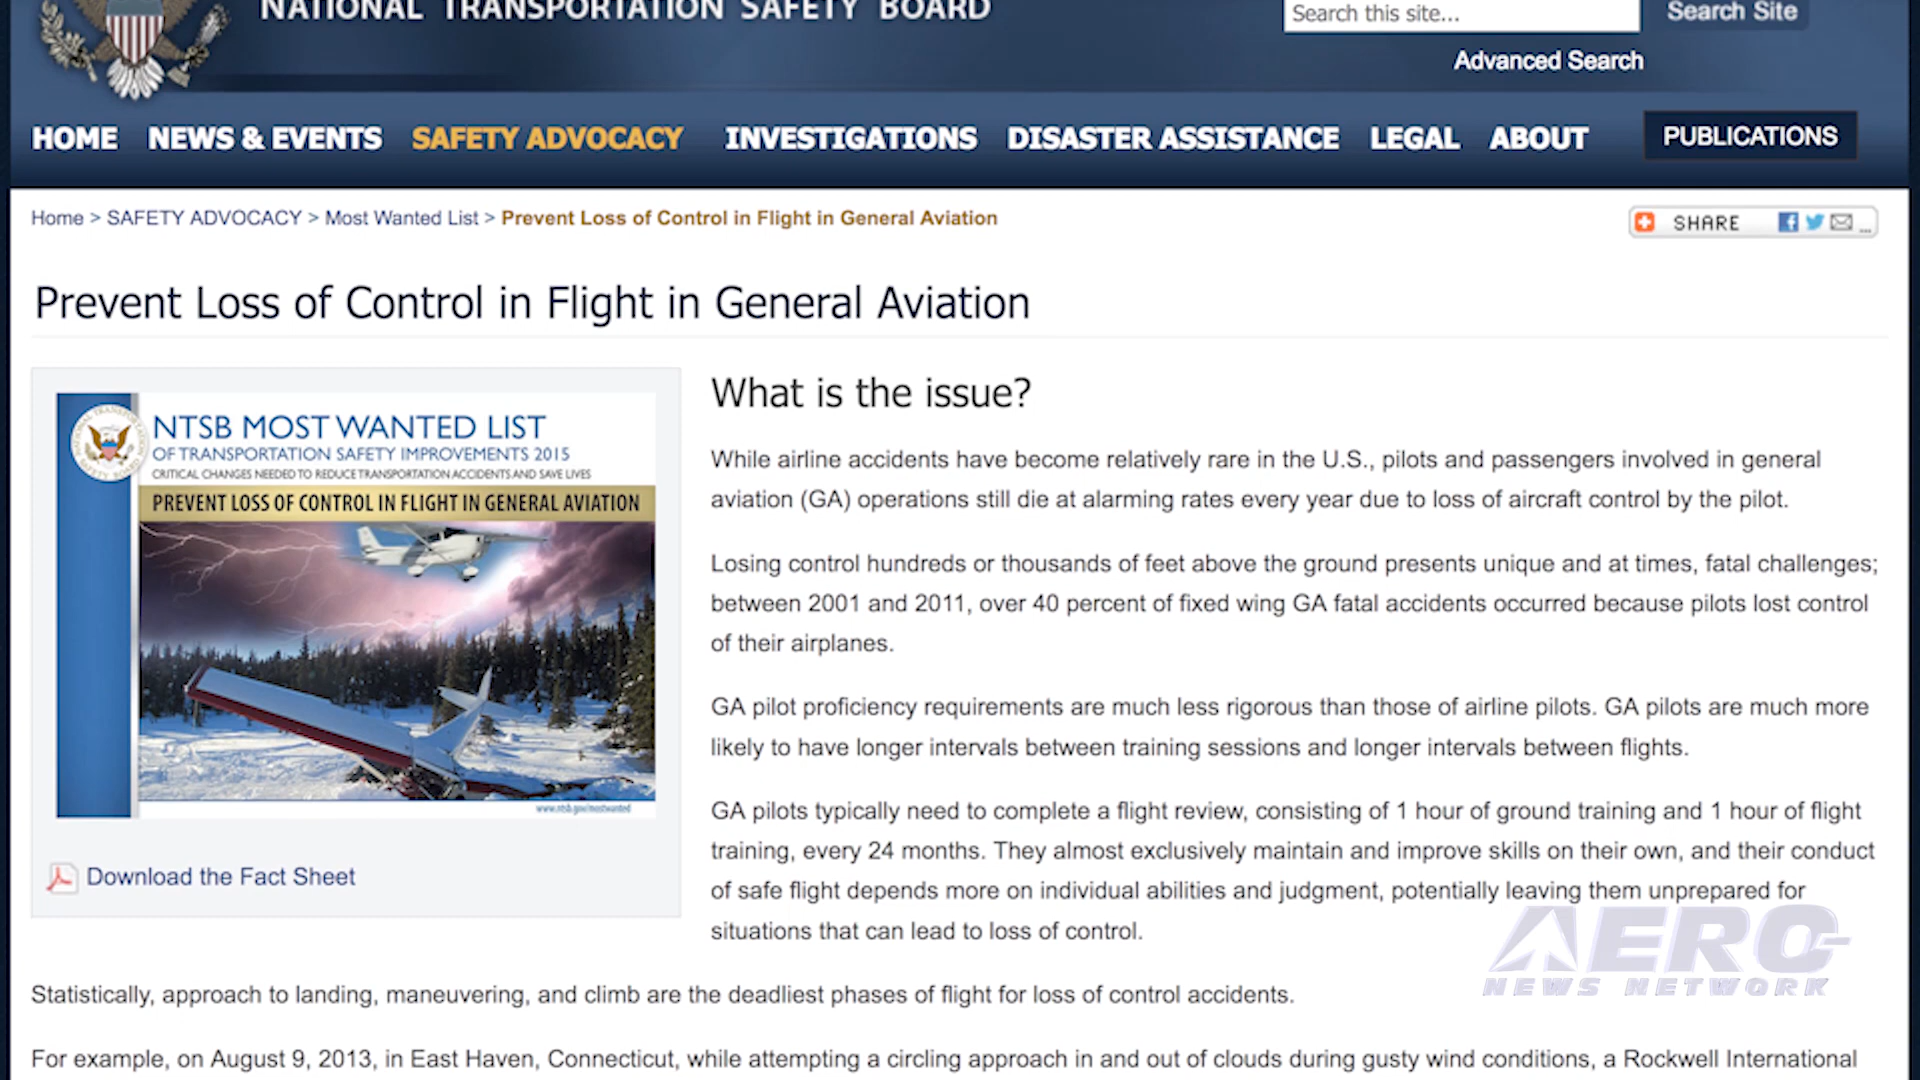 NATIONAL TRANSPORTATION SAFETY BOARD
Search this site...
Search Site
Advanced Search
HOME NEWS & EVENTS SAFETY ADVOCACY INVESTIGATIONS DISASTER ASSISTANCE LEGAL ABOUT PUBLICATIONS
Home > SAFETY ADVOCACY > Most Wanted List > Prevent Loss of Control in Flight in General Aviation
SHARE
Prevent Loss of Control in Flight in General Aviation
NTSB MOST WANTED LIST
OF TRANSPORTATION SAFETY IMPROVEMENTS 2015
CRITICAL CHANGES NEEDED TO REDUCE TRANSPORTATION ACCIDENTS AND SAVE LIVES
PREVENT LOSS OF CONTROL IN FLIGHT IN GENERAL AVIATION
www.ntsb.gov/mostwanted
Download the Fact Sheet
What is the issue?
While airline accidents have become relatively rare in the U.S., pilots and passengers involved in general
aviation (GA) operations still die at alarming rates every year due to loss of aircraft control by the pilot.
Losing control hundreds or thousands of feet above the ground presents unique and at times, fatal challenges;
between 2001 and 2011, over 40 percent of fixed wing GA fatal accidents occurred because pilots lost control
of their airplanes.
GA pilot proficiency requirements are much less rigorous than those of airline pilots. GA pilots are much more
likely to have longer intervals between training sessions and longer intervals between flights.
GA pilots typically need to complete a flight review, consisting of 1 hour of ground training and 1 hour of flight
training, every 24 months. They almost exclusively maintain and improve skills on their own, and their conduct
of safe flight depends more on individual abilities and judgment, potentially leaving them unprepared for
situations that can lead to loss of control.
Statistically, approach to landing, maneuvering, and climb are the deadliest phases of flight for loss of control accidents.
For example, on August 9, 2013, in East Haven, Connecticut, while attempting a circling approach in and out of clouds during gusty wind conditions, a Rockwell International
AERO
NEWS NETWORK